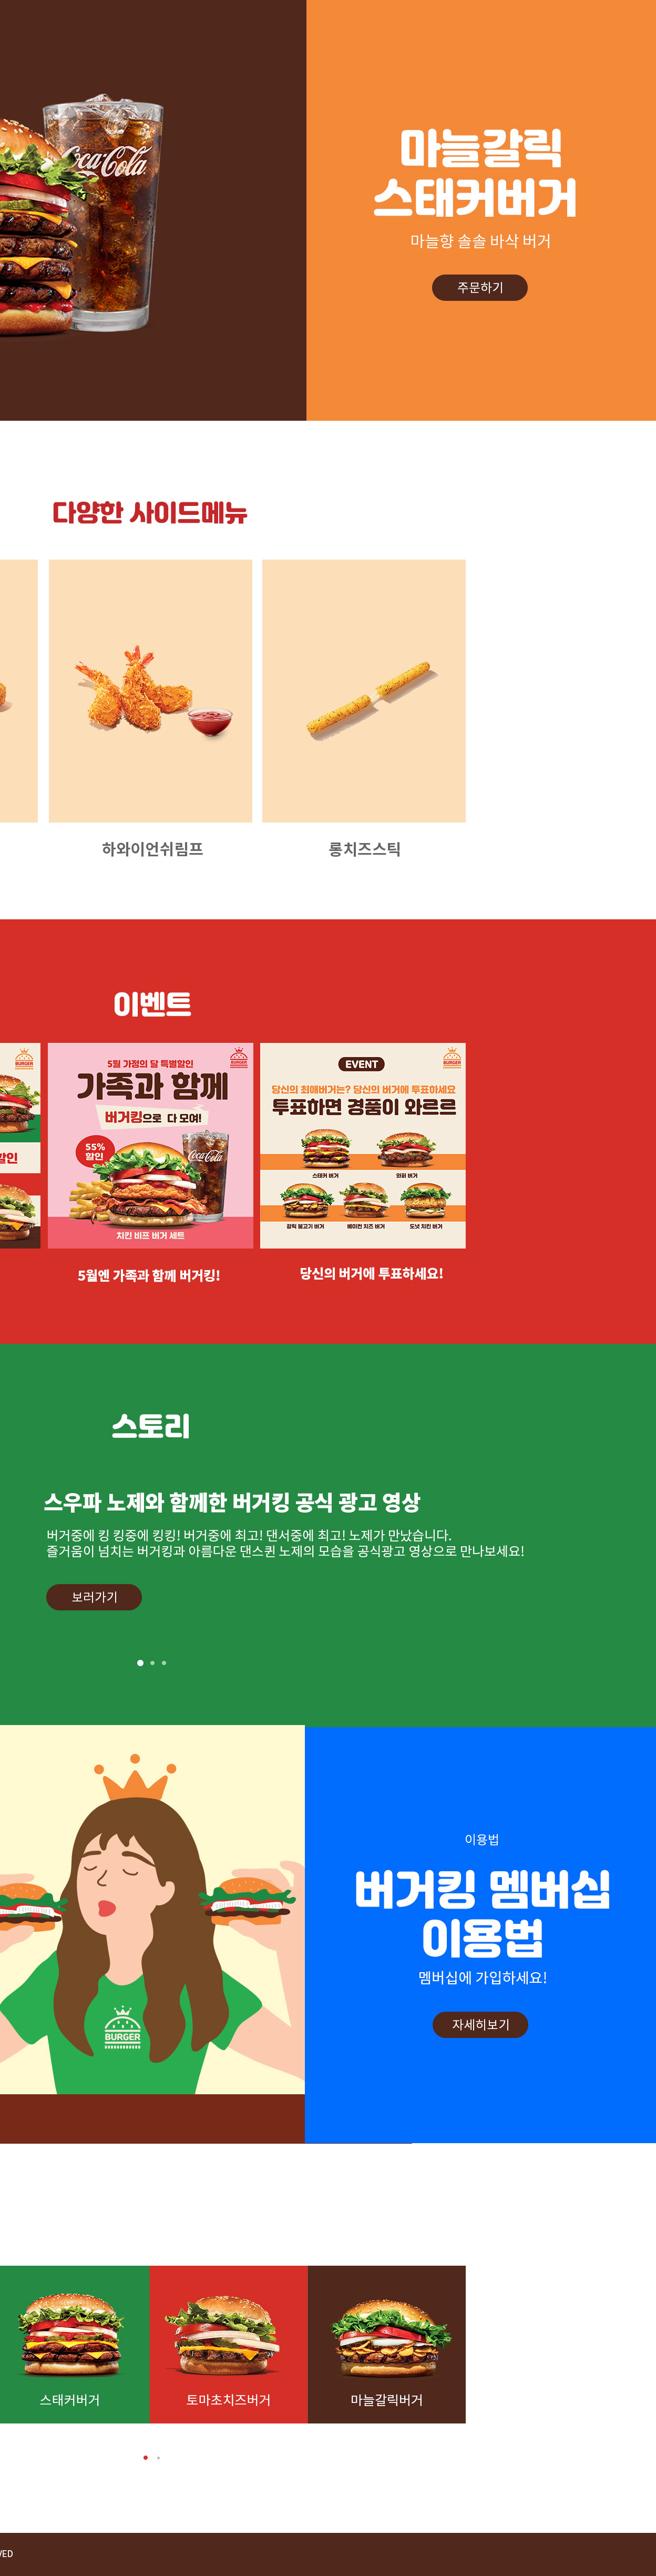 Coca-Cola
마늘갈릭
스태커버거
마늘향 솔솔 바삭 버거
주문하기
다양한 사이드메뉴
하와이언쉬림프
롱치즈스틱
이벤트
BURGER
할인
BURGER
5월 가정의 달 특별할인
가족과 함께
버거킹으로 다 모여!
55%
할인
Coca-Cola
치킨 비프 버거 세트
5월엔 가족과 함께 버거킹!
BURGER
EVENT
당신의 최애버거는? 당신의 버거에 투표하세요
투표하면 경품이 와르르
스태커 버거
와퍼 버거
갈릭 불고기 버거
베이컨 치즈 버거
도넛 치킨 버거
당신의 버거에 투표하세요!
스토리
스우파 노제와 함께한 버거킹 공식 광고 영상
버거중에 킹 킹중에 킹킹! 버거중에 최고! 댄서중에 최고! 노제가 만났습니다.
즐거움이 넘치는 버거킹과 아름다운 댄스퀸 노제의 모습을 공식광고 영상으로 만나보세요!
보러가기
BURGER
이용법
버거킹 멤버십
이용법
멤버십에 가입하세요!
자세히보기
스태커버거
토마초치즈버거
마늘갈릭버거
VED